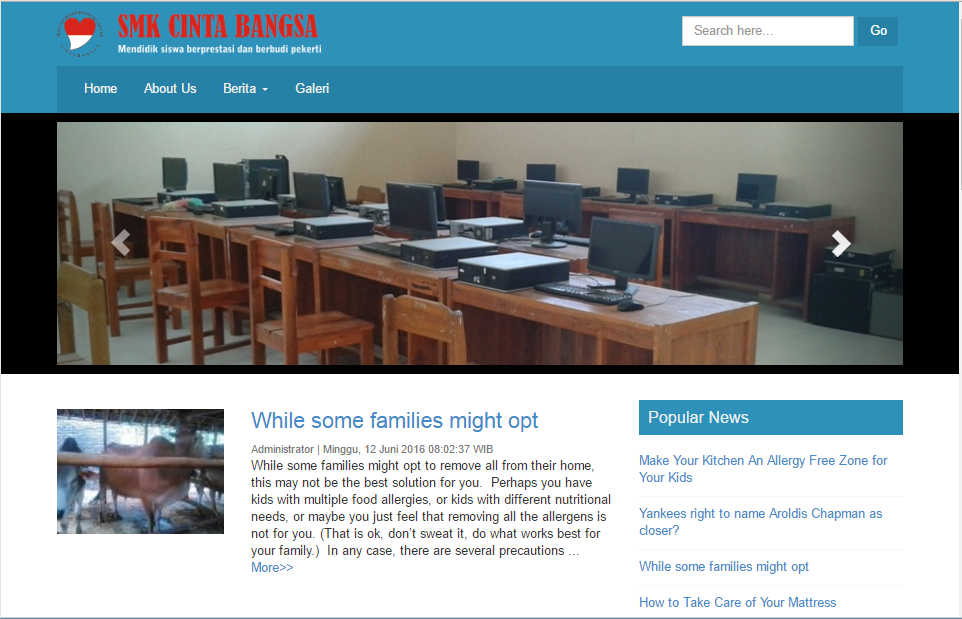 SMK CINTA BANGSA
Mendidik siswa berprestasi dan berbudi pekerti
Search here...
Go
Home
About Us
Berita
Galeri
While some families might opt
Administrator | Minggu, 12 Juni 2016 08:02:37 WIB
While some families might opt to remove all from their home,
this may not be the best solution for you.  Perhaps you have
kids with multiple food allergies, or kids with different nutritional
needs, or maybe you just feel that removing all the allergens is
not for you. (That is ok, don't sweat it, do what works best for
your family.)  In any case, there are several precautions ...
More>>
Popular News
Make Your Kitchen An Allergy Free Zone for
Your Kids
Yankees right to name Aroldis Chapman as
closer?
While some families might opt
How to Take Care of Your Mattress